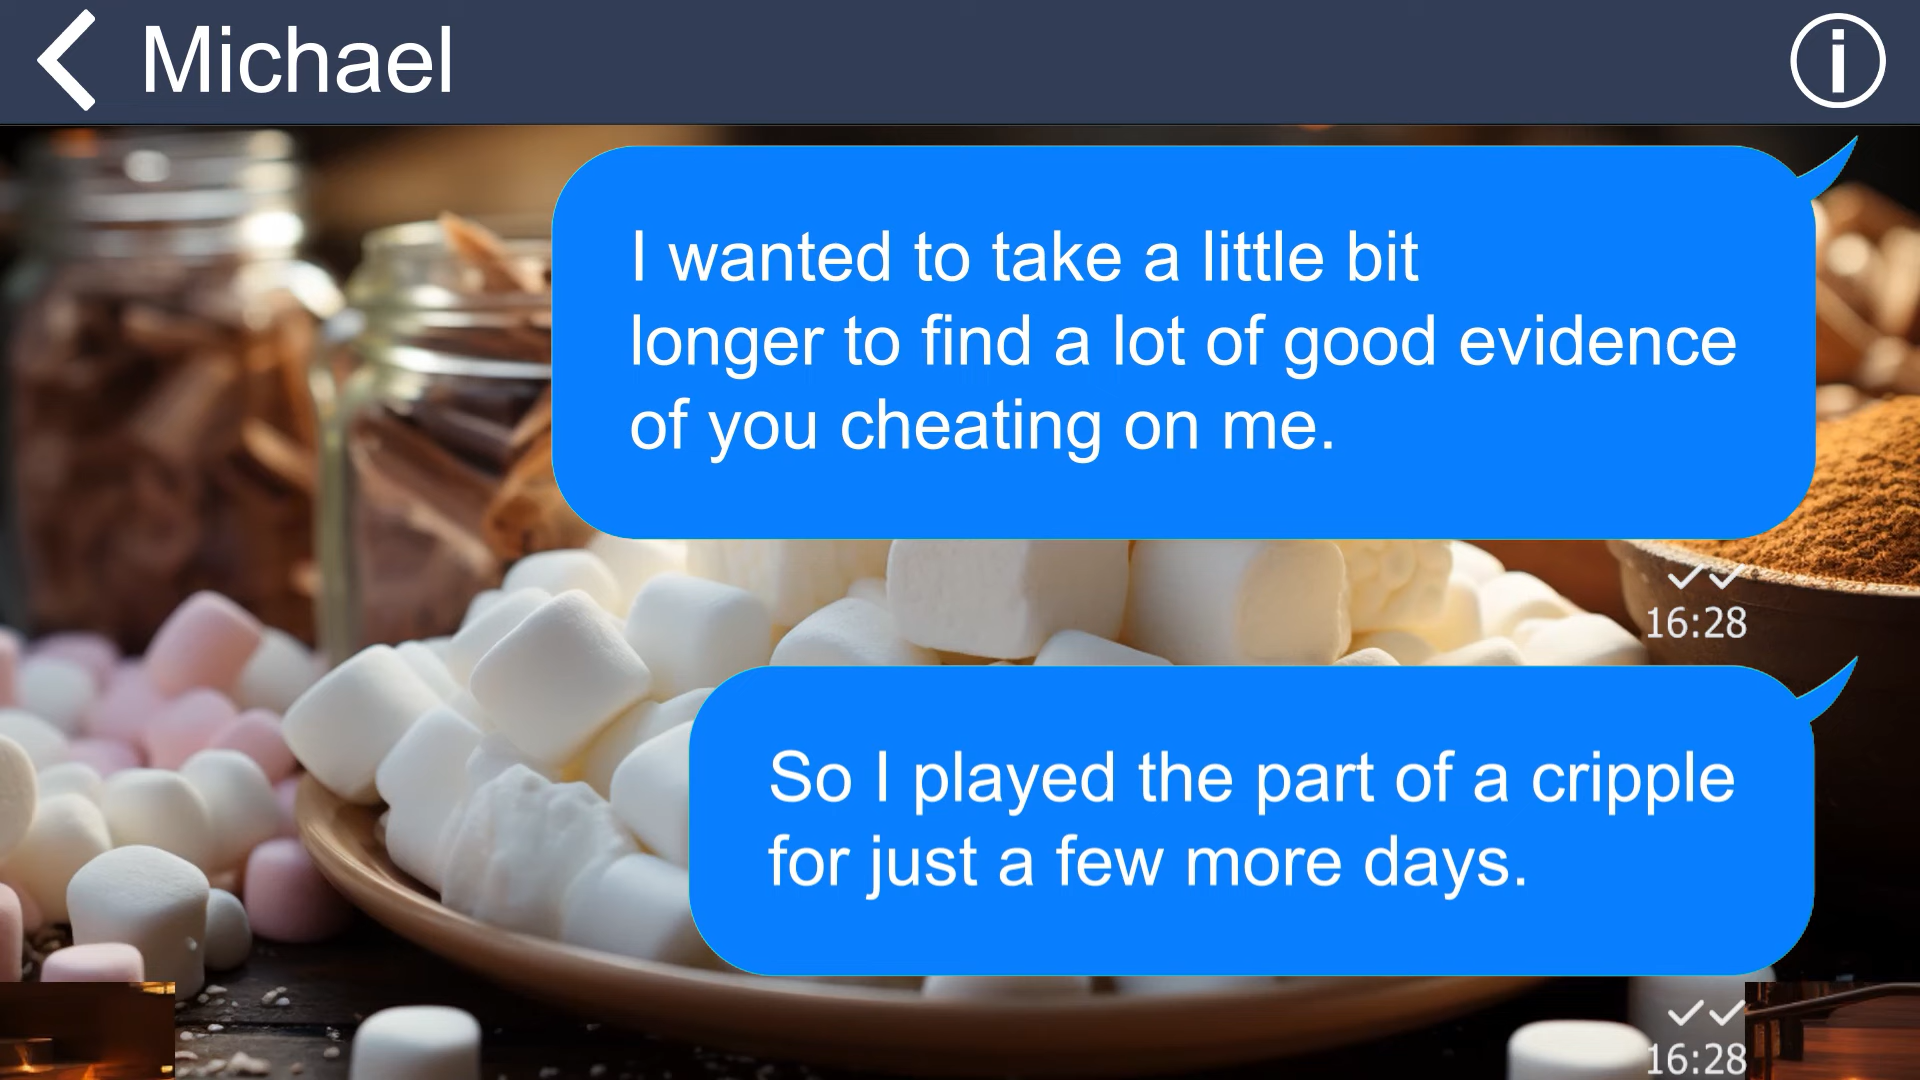 Michael
I wanted to take a little bit
longer to find a lot of good evidence
of you cheating on me.
16:28
So I played the part of a cripple
for just a few more days.
16:28